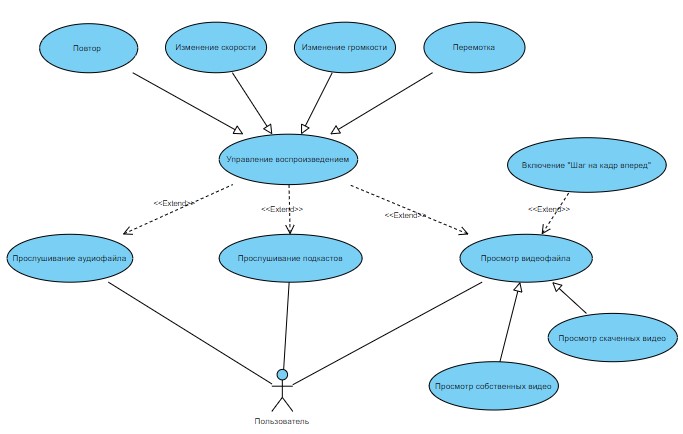 Повтор
Изменение скорости
Изменение громкости
Перемотка
Управление воспроизведением
Включение "Шаг на кадр вперед"
<<Extend>>
<<Extend>>
<<Extend>>
<<Extend>>
Прослушивание аудиофайла
Прослушивание подкастов
Просмотр видеофайла
Просмотр скаченных видео
Просмотр собственных видео
Пользователь